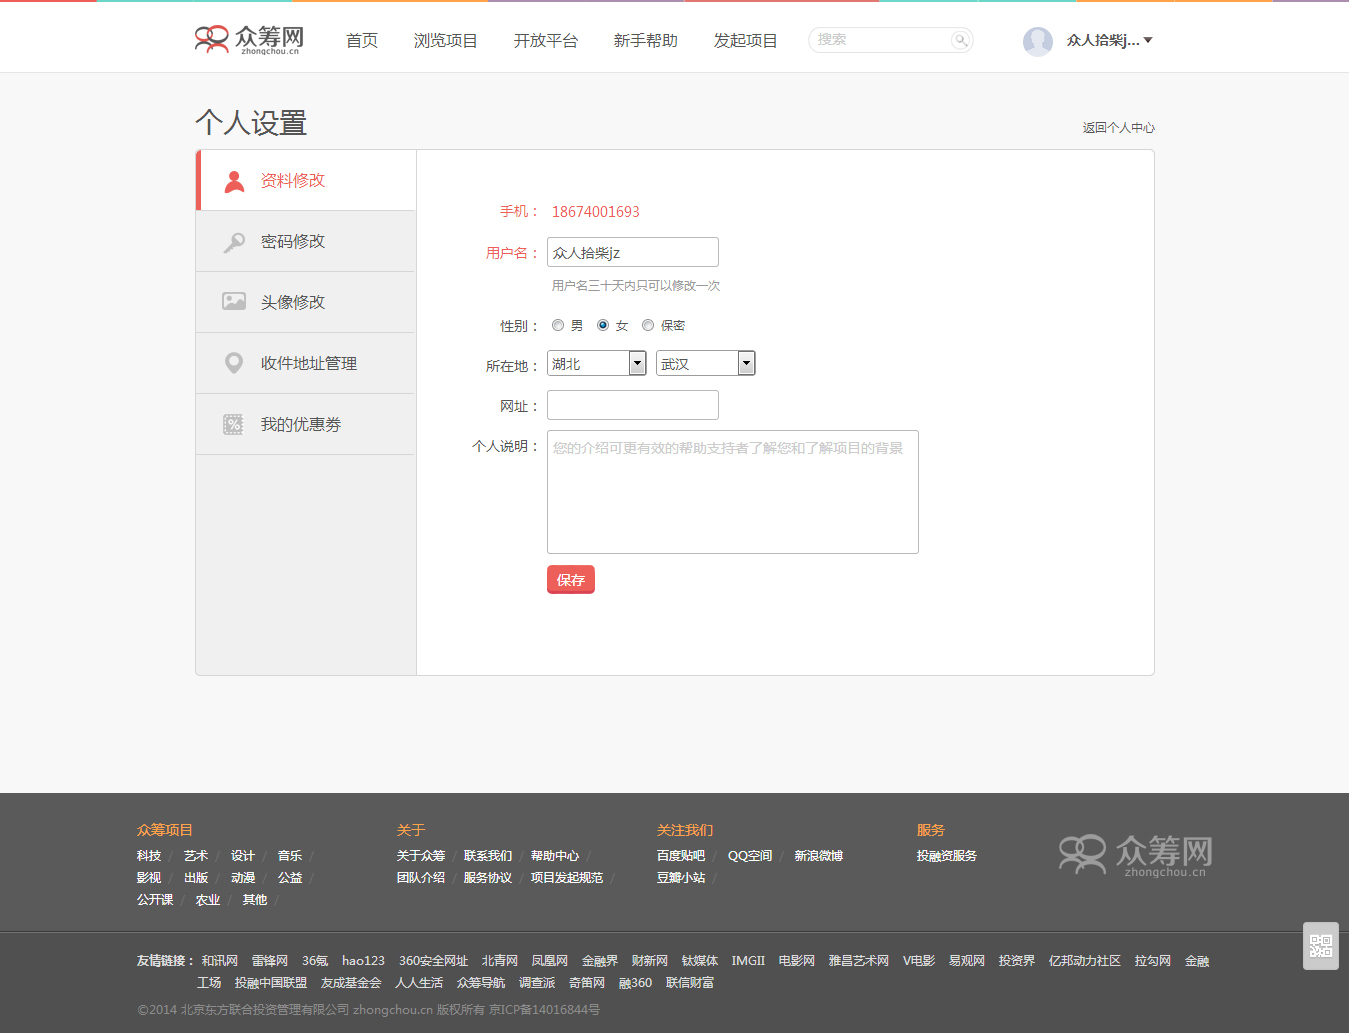 众筹网 首页 浏览项目 开放平台 新手帮助 发起项目 搜索 众人拾柴j...
zhongchou.cn
个人设置
返回个人中心
资料修改
密码修改
头像修改
收件地址管理
我的优惠券
手机： 18674001693
用户名： 众人拾柴jz
用户名三十天内只可以修改一次
性别： 男 女 保密
所在地： 湖北 武汉
网址：
个人说明： 您的介绍可更有效的帮助支持者了解您和了解项目的背景
保存
众筹项目
科技 / 艺术 / 设计 / 音乐 /
影视 / 出版 / 动漫 / 公益 /
公开课 / 农业 / 其他 /
关于
关于众筹 / 联系我们 / 帮助中心 /
团队介绍 / 服务协议 / 项目发起规范 /
关注我们
百度贴吧 / QQ空间 / 新浪微博
豆瓣小站 /
服务
投融资服务
众筹网
zhongchou.cn
友情链接： 和讯网 雷锋网 36氪 hao123 360安全网址 北青网 凤凰网 金融界 财新网 钛媒体 IMGII 电影网 雅昌艺术网 V电影 易观网 投资界 亿邦动力社区 拉勾网 金融
工场 投融中国联盟 友成基金会 人人生活 众筹导航 调查派 奇笛网 融360 联信财富
©2014 北京东方联合投资管理有限公司 zhongchou.cn 版权所有 京ICP备14016844号